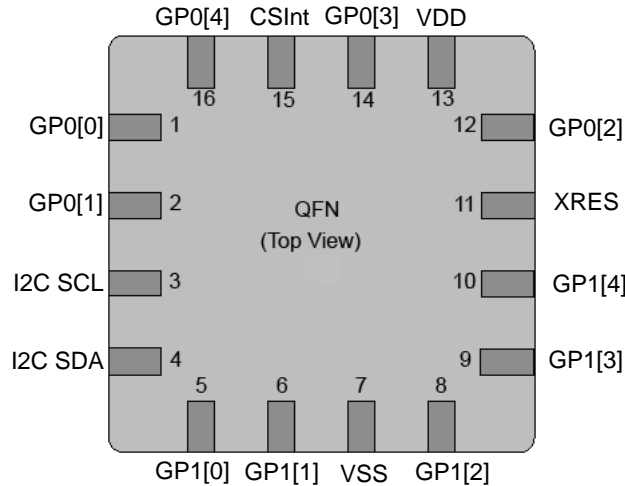 GP0[4] CSInt GP0[3] VDD
16 15 14 13
GP0[0] 1 12 GP0[2]
GP0[1] 2 11 XRES
QFN
(Top View)
I2C SCL 3 10 GP1[4]
I2C SDA 4 9 GP1[3]
5 6 7 8
GP1[0] GP1[1] VSS GP1[2]